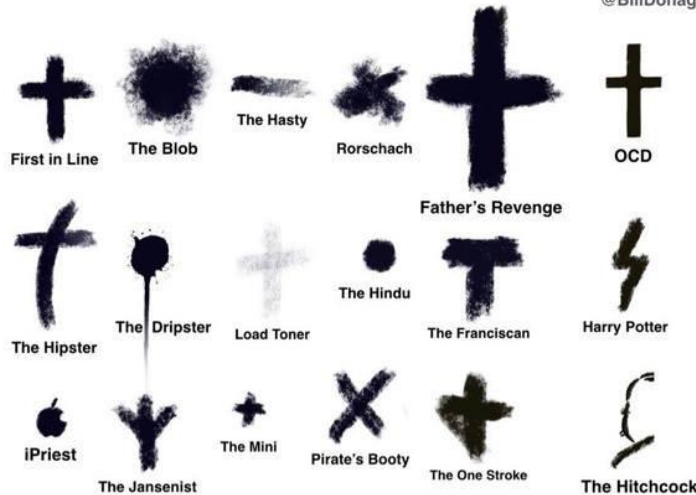 First in Line
The Blob
The Hasty
Rorschach
Father's Revenge
OCD
The Hipster
The Dripster
Load Toner
The Hindu
The Franciscan
Harry Potter
iPriest
The Jansenist
The Mini
Pirate's Booty
The One Stroke
The Hitchcock